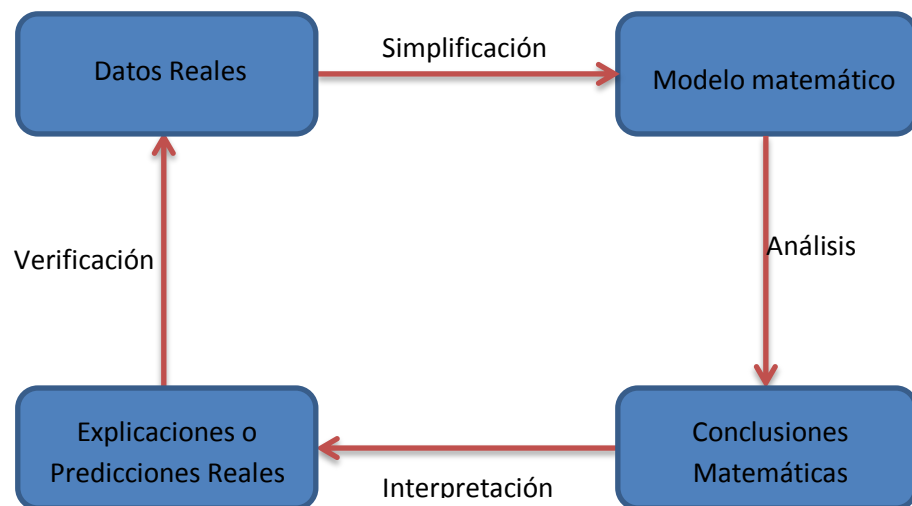 Simplificación
Datos Reales
Modelo matemático
Verificación
Análisis
Explicaciones o
Predicciones Reales
Conclusiones
Matemáticas
Interpretación